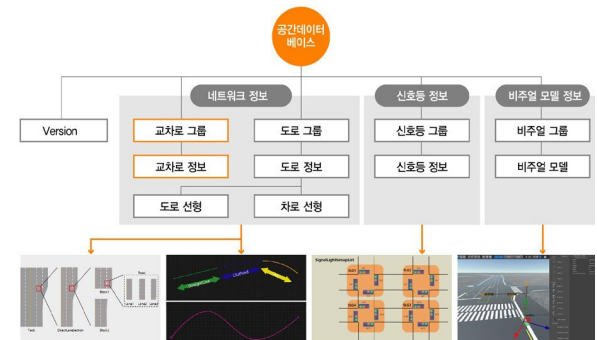 공간데이터
베이스
네트워크 정보
신호등 정보
비주얼 모델 정보
Version
교차로 그룹
도로 그룹
신호등 그룹
비주얼 그룹
교차로 정보
도로 정보
신호등 정보
비주얼 모델
도로 선형
차로 선형
SignalLightGroupList